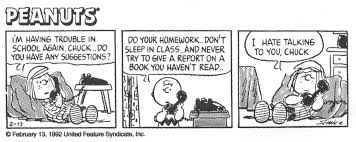 PEANUTS®
I'M HAVING TROUBLE IN
SCHOOL AGAIN, CHUCK...DO
YOU HAVE ANY SUGGESTIONS?
DO YOUR HOMEWORK..DON'T
SLEEP IN CLASS..AND NEVER
TRY TO GIVE A REPORT ON A
BOOK YOU HAVEN'T READ..
I HATE TALKING
TO YOU, CHUCK
2-13
© February 13, 1992 United Feature Syndicate, Inc.